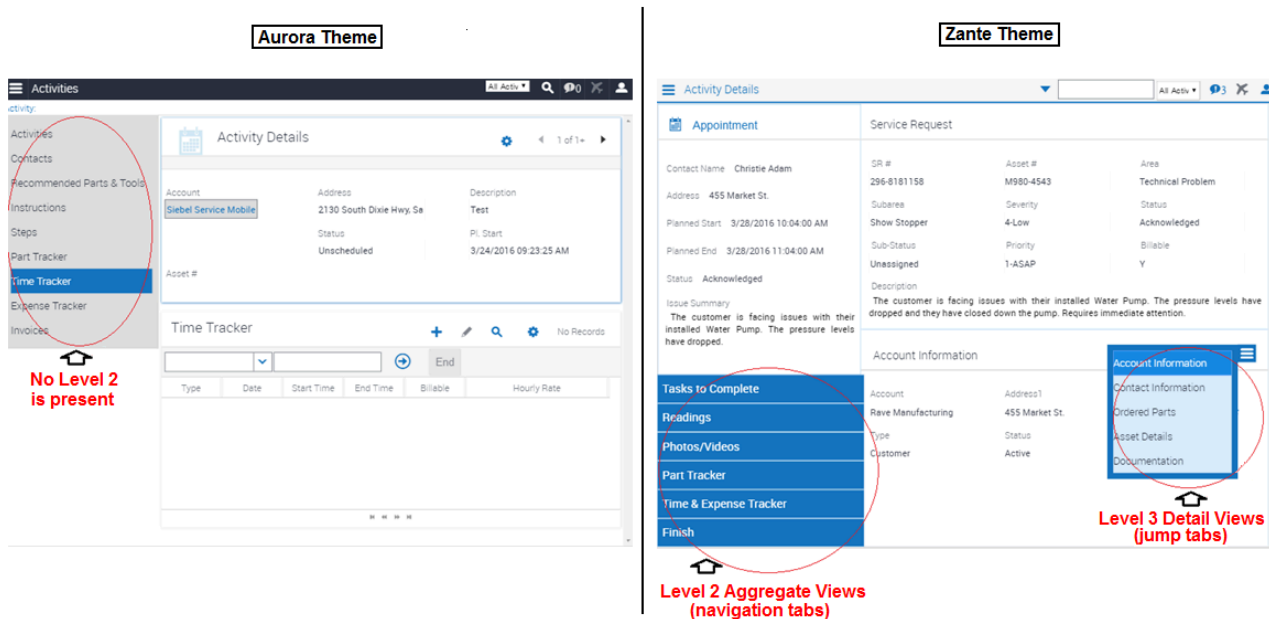 Aurora Theme
Activities
All Activ
0
ctivity:
Activities
Contacts
Recommended Parts & Tools
Instructions
Steps
Part Tracker
Time Tracker
Expense Tracker
Invoices
No Level 2
is present
Activity Details
1 of 1+
Account
Address
Description
Siebel Service Mobile
2130 South Dixie Hwy, Sa
Test
Status
Pl. Start
Unscheduled
3/24/2016 09:23:25 AM
Asset #
Time Tracker
No Records
End
Type Date Start Time End Time Billable Hourly Rate
Zante Theme
Activity Details
All Activ
3
Appointment
Contact Name Christie Adam
Address 455 Market St.
Planned Start 3/28/2016 10:04:00 AM
Planned End 3/28/2016 11:04:00 AM
Status Acknowledged
Issue Summary
The customer is facing issues with their
installed Water Pump. The pressure levels
have dropped.
Tasks to Complete
Readings
Photos/Videos
Part Tracker
Time & Expense Tracker
Finish
Level 2 Aggregate Views
(navigation tabs)
Service Request
SR # Asset # Area
296-8181158 M980-4543 Technical Problem
Subarea Severity Status
Show Stopper 4-Low Acknowledged
Sub-Status Priority Billable
Unassigned 1-ASAP Y
Description
The customer is facing issues with their installed Water Pump. The pressure levels have
dropped and they have closed down the pump. Requires immediate attention.
Account Information
Account Address1
Rave Manufacturing 455 Market St.
Type Status
Customer Active
Account Information
Contact Information
Ordered Parts
Asset Details
Documentation
Level 3 Detail Views
(jump tabs)